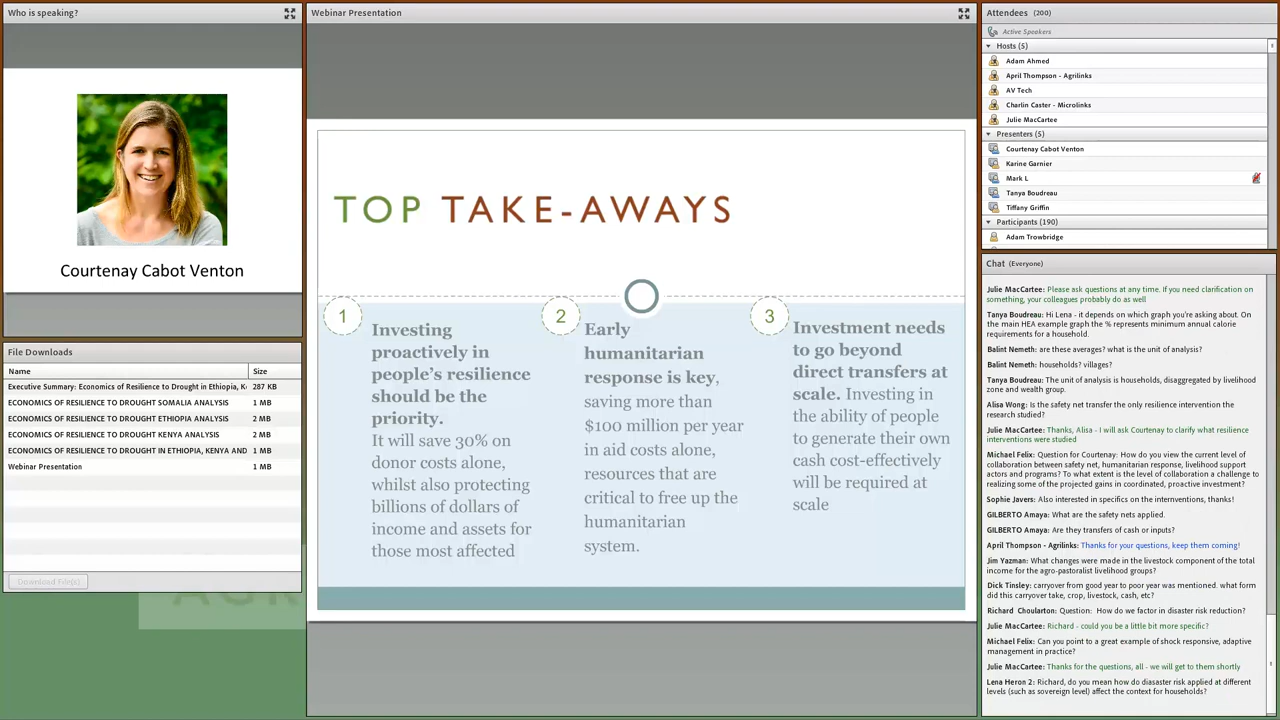 Who is speaking?
Courtenay Cabot Venton
File Downloads
Name Size
Executive Summary: Economics of Resilience to Drought in Ethiopia, K 287 KB
ECONOMICS OF RESILIENCE TO DROUGHT SOMALIA ANALYSIS 1 MB
ECONOMICS OF RESILIENCE TO DROUGHT ETHIOPIA ANALYSIS 2 MB
ECONOMICS OF RESILIENCE TO DROUGHT KENYA ANALYSIS 2 MB
ECONOMICS OF RESILIENCE TO DROUGHT IN ETHIOPIA, KENYA AND 1 MB
Webinar Presentation 1 MB
Download File(s)
Webinar Presentation
TOP TAKE-AWAYS
1
Investing
proactively in
people's resilience
should be the
priority.
It will save 30% on
donor costs alone,
whilst also protecting
billions of dollars of
income and assets for
those most affected
2
Early
humanitarian
response is key,
saving more than
$100 million per year
in aid costs alone,
resources that are
critical to free up the
humanitarian
system.
3
Investment needs
to go beyond
direct transfers at
scale. Investing in
the ability of people
to generate their own
cash cost-effectively
will be required at
scale
Attendees (200)
Active Speakers
Hosts (5)
Adam Ahmed
April Thompson - Agrilinks
AV Tech
Charlin Caster - Microlinks
Julie MacCartee
Presenters (5)
Courtenay Cabot Venton
Karine Garnier
Mark L
Tanya Boudreau
Tiffany Griffin
Participants (190)
Adam Trowbridge
Chat (Everyone)
Julie MacCartee: Please ask questions at any time. If you need clarification on
something, your colleagues probably do as well
Tanya Boudreau: Hi Lena - it depends on which graph you're asking about. On
the main HEA example graph the % represents minimum annual calorie
requirements for a household.
Balint Nemeth: are these averages? what is the unit of analysis?
Balint Nemeth: households? villages?
Tanya Boudreau: The unit of analysis is households, disaggregated by livelihood
zone and wealth group.
Alisa Wong: Is the safety net transfer the only resilience intervention the
research studied?
Julie MacCartee: Thanks, Alisa - I will ask Courtenay to clarify what resilience
interventions were studied
Michael Felix: Question for Courtenay: How do you view the current level of
collaboration between safety net, humanitarian response, livelihood support
actors and programs? To what extent is the level of collaboration a challenge to
realizing some of the projected gains in coordinated, proactive investment?
Sophie Javers: Also interested in specifics on the internventions, thanks!
GILBERTO Amaya: What are the safety nets applied.
GILBERTO Amaya: Are they transfers of cash or inputs?
April Thompson - Agrilinks: Thanks for your questions, keep them coming!
Jim Yazman: What changes were made in the livestock component of the total
income for the agro-pastoralist livelihood groups?
Dick Tinsley: carryover from good year to poor year was mentioned. what form
did this carryover take, crop, livestock, cash, etc?
Richard Choularton: Question: How do we factor in disaster risk reduction?
Julie MacCartee: Richard - could you be a little bit more specific?
Michael Felix: Can you point to a great example of shock responsive, adaptive
management in practice?
Julie MacCartee: Thanks for the questions, all - we will get to them shortly
Lena Heron 2: Richard, do you mean how do diasaster risk applied at different
levels (such as sovereign level) affect the context for households?